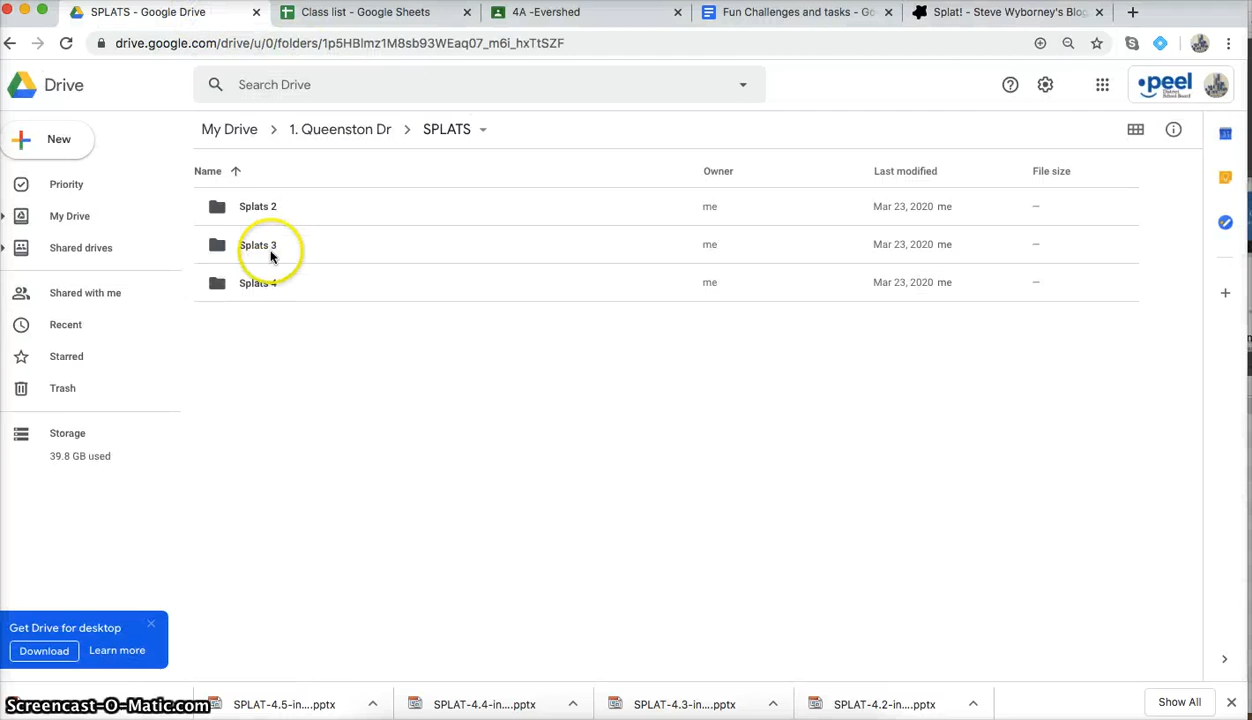 SPLATS - Google Drive
Class list - Google Sheets
4A -Evershed
Fun Challenges and tasks - Go
Splat! - Steve Wyborney's Blog
drive.google.com/drive/u/0/folders/1p5HBlmz1M8sb93WEaq07_m6i_hxTtSZF
Drive
Search Drive
peel
District
School Board
New
My Drive > 1. Queenston Dr > SPLATS
Name
Owner
Last modified
File size
Priority
My Drive
Shared drives
Shared with me
Recent
Starred
Trash
Storage
39.8 GB used
Splats 2 me Mar 23, 2020 me –
Splats 3 me Mar 23, 2020 me –
Splats 4 me Mar 23, 2020 me –
Get Drive for desktop
Download Learn more
Screencast-O-Matic.com
SPLAT-4.5-in....pptx
SPLAT-4.4-in....pptx
SPLAT-4.3-in....pptx
SPLAT-4.2-in....pptx
Show All